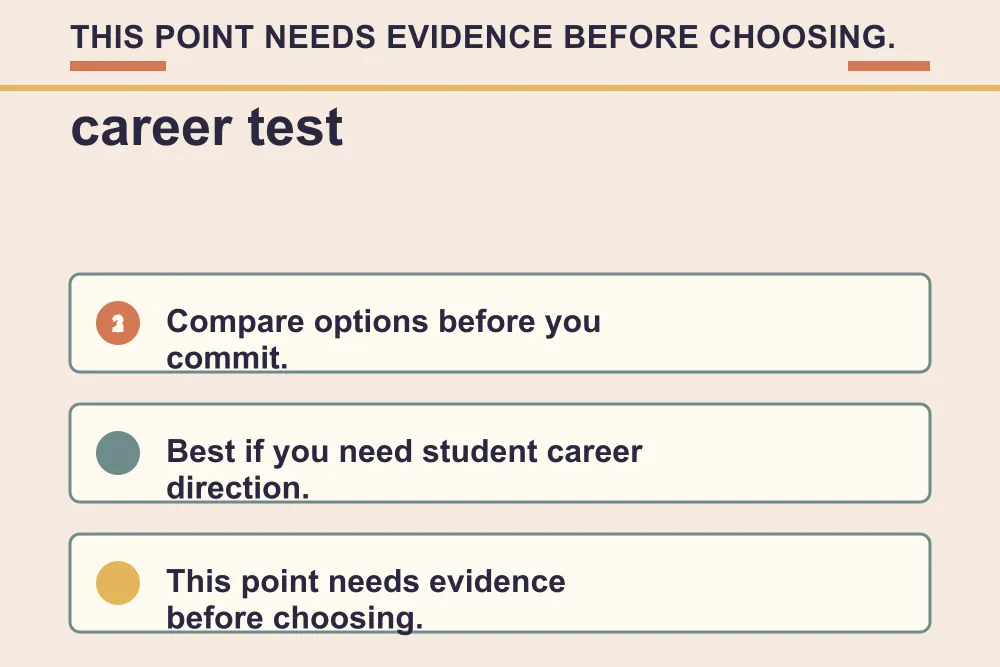 THIS POINT NEEDS EVIDENCE BEFORE CHOOSING.
career test
Compare options before you
commit.
Best if you need student career
direction.
This point needs evidence
before choosing.